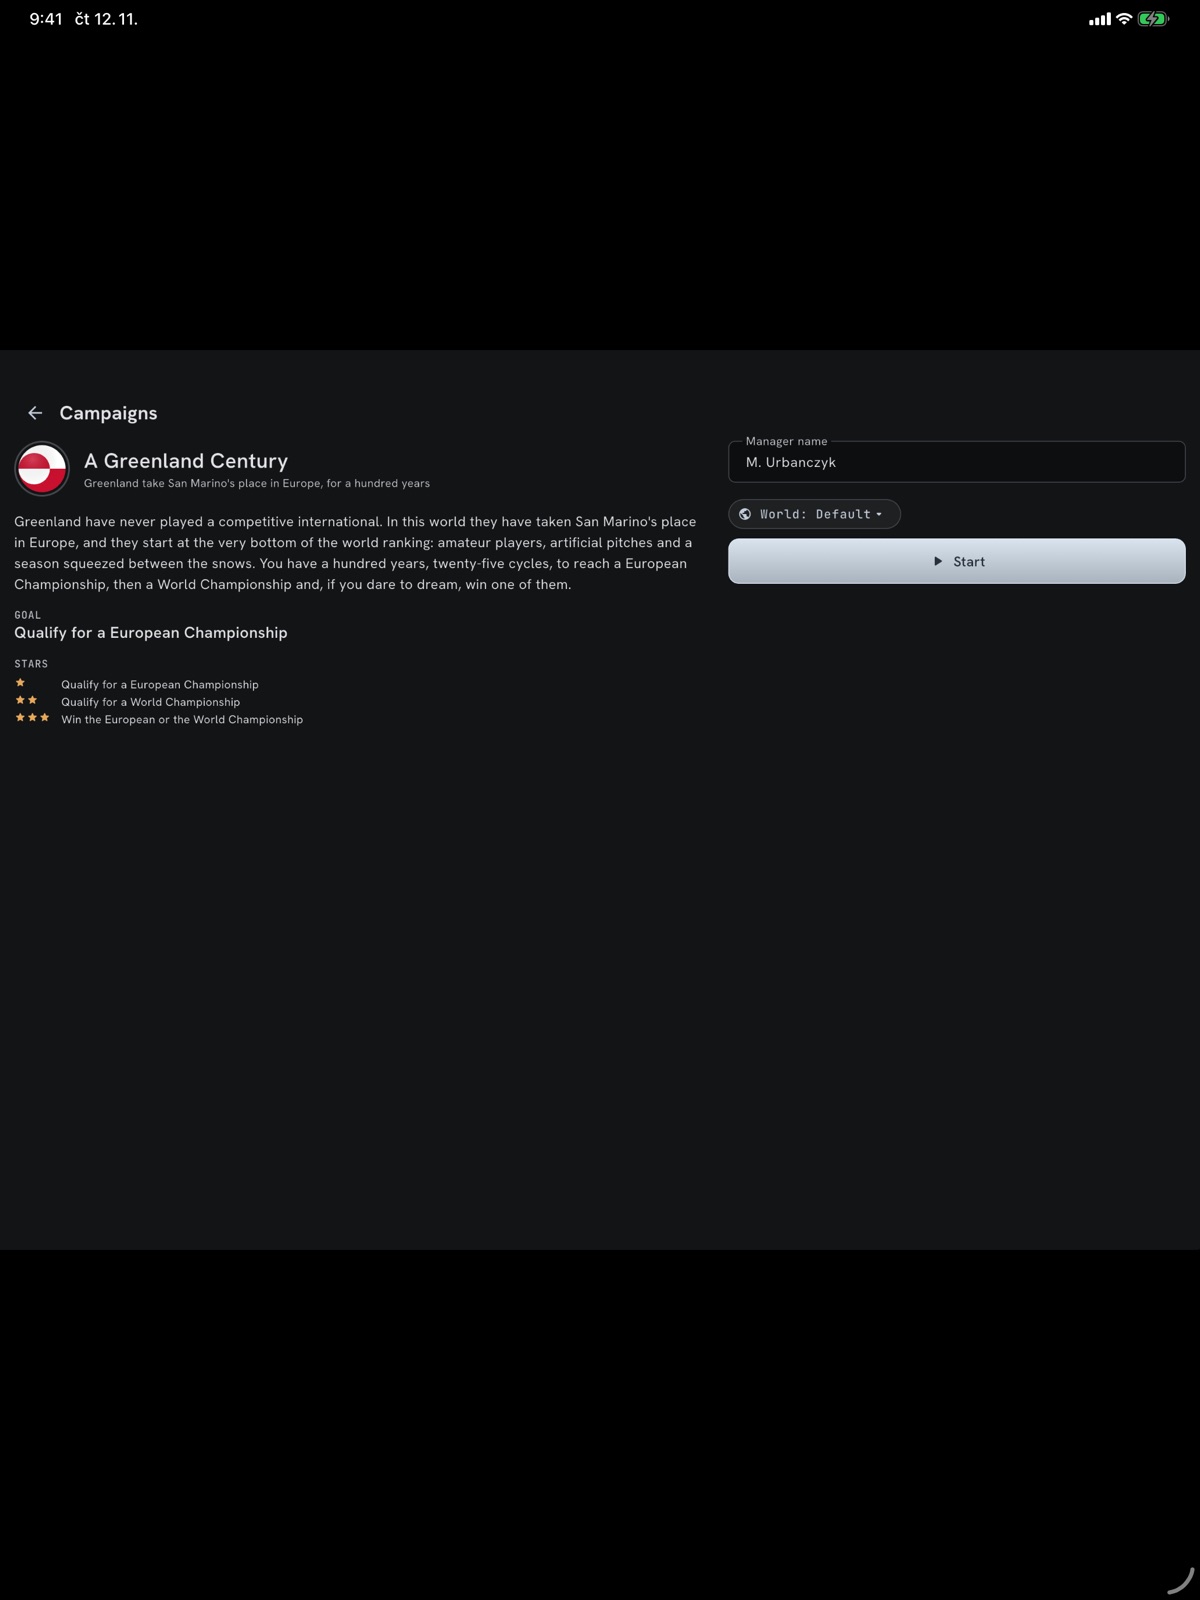 9:41 čt 12. 11.
Campaigns
A Greenland Century
Greenland take San Marino's place in Europe, for a hundred years
Greenland have never played a competitive international. In this world they have taken San Marino's place
in Europe, and they start at the very bottom of the world ranking: amateur players, artificial pitches and a
season squeezed between the snows. You have a hundred years, twenty-five cycles, to reach a European
Championship, then a World Championship and, if you dare to dream, win one of them.
GOAL
Qualify for a European Championship
STARS
Qualify for a European Championship
Qualify for a World Championship
Win the European or the World Championship
Manager name
M. Urbanczyk
World: Default
Start